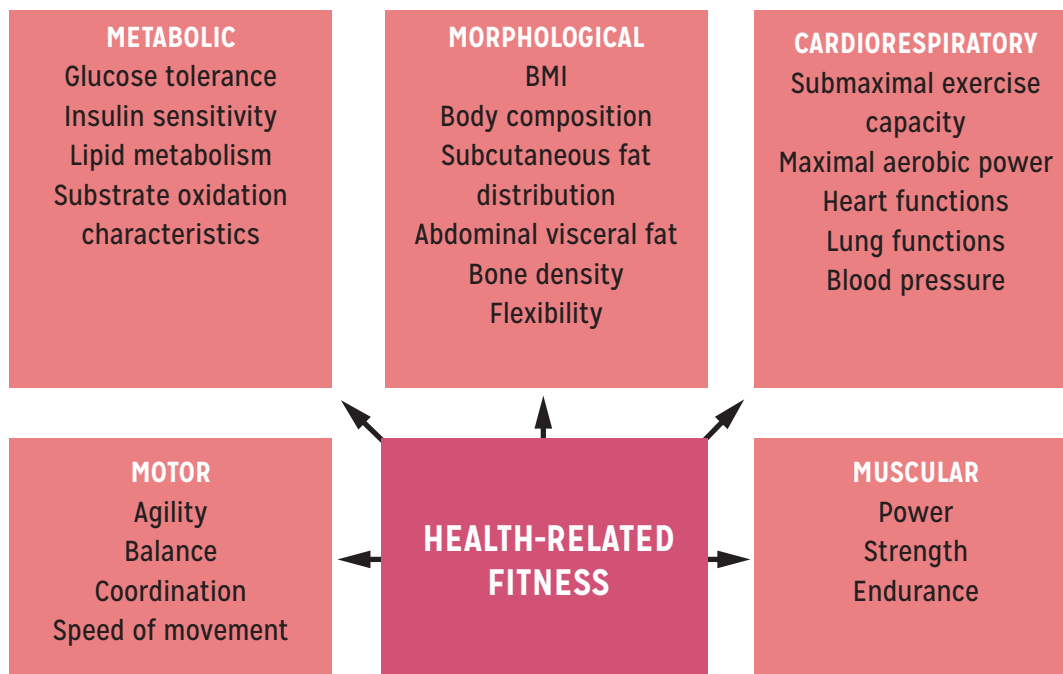 METABOLIC
Glucose tolerance
Insulin sensitivity
Lipid metabolism
Substrate oxidation
characteristics
MORPHOLOGICAL
BMI
Body composition
Subcutaneous fat
distribution
Abdominal visceral fat
Bone density
Flexibility
CARDIORESPIRATORY
Submaximal exercise
capacity
Maximal aerobic power
Heart functions
Lung functions
Blood pressure
MOTOR
Agility
Balance
Coordination
Speed of movement
HEALTH-RELATED
FITNESS
MUSCULAR
Power
Strength
Endurance